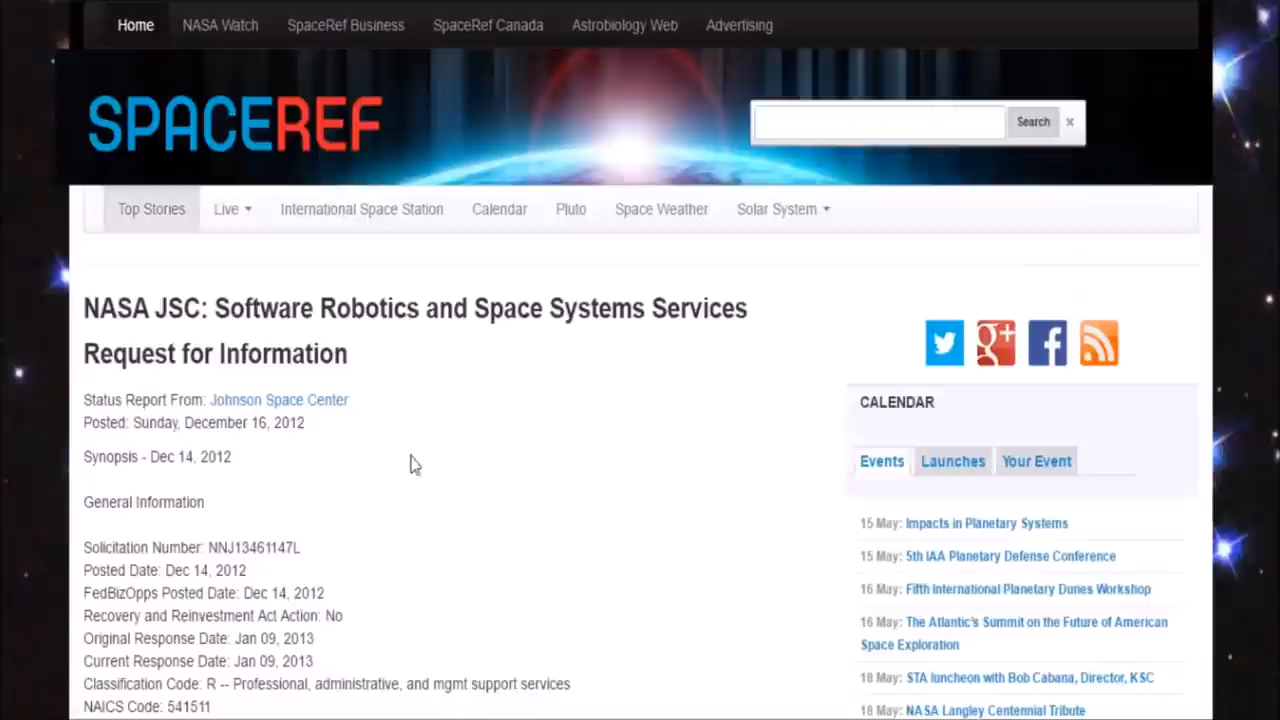 Home NASA Watch SpaceRef Business SpaceRef Canada Astrobiology Web Advertising
SPACEREF
Search ×
Top Stories Live International Space Station Calendar Pluto Space Weather Solar System
NASA JSC: Software Robotics and Space Systems Services
Request for Information
Status Report From: Johnson Space Center
Posted: Sunday, December 16, 2012
Synopsis - Dec 14, 2012
General Information
Solicitation Number: NNJ13461147L
Posted Date: Dec 14, 2012
FedBizOpps Posted Date: Dec 14, 2012
Recovery and Reinvestment Act Action: No
Original Response Date: Jan 09, 2013
Current Response Date: Jan 09, 2013
Classification Code: R -- Professional, administrative, and mgmt support services
NAICS Code: 541511
g+
f
CALENDAR
Events Launches Your Event
15 May: Impacts in Planetary Systems
15 May: 5th IAA Planetary Defense Conference
16 May: Fifth International Planetary Dunes Workshop
16 May: The Atlantic's Summit on the Future of American
Space Exploration
18 May: STA luncheon with Bob Cabana, Director, KSC
18 May: NASA Langley Centennial Tribute